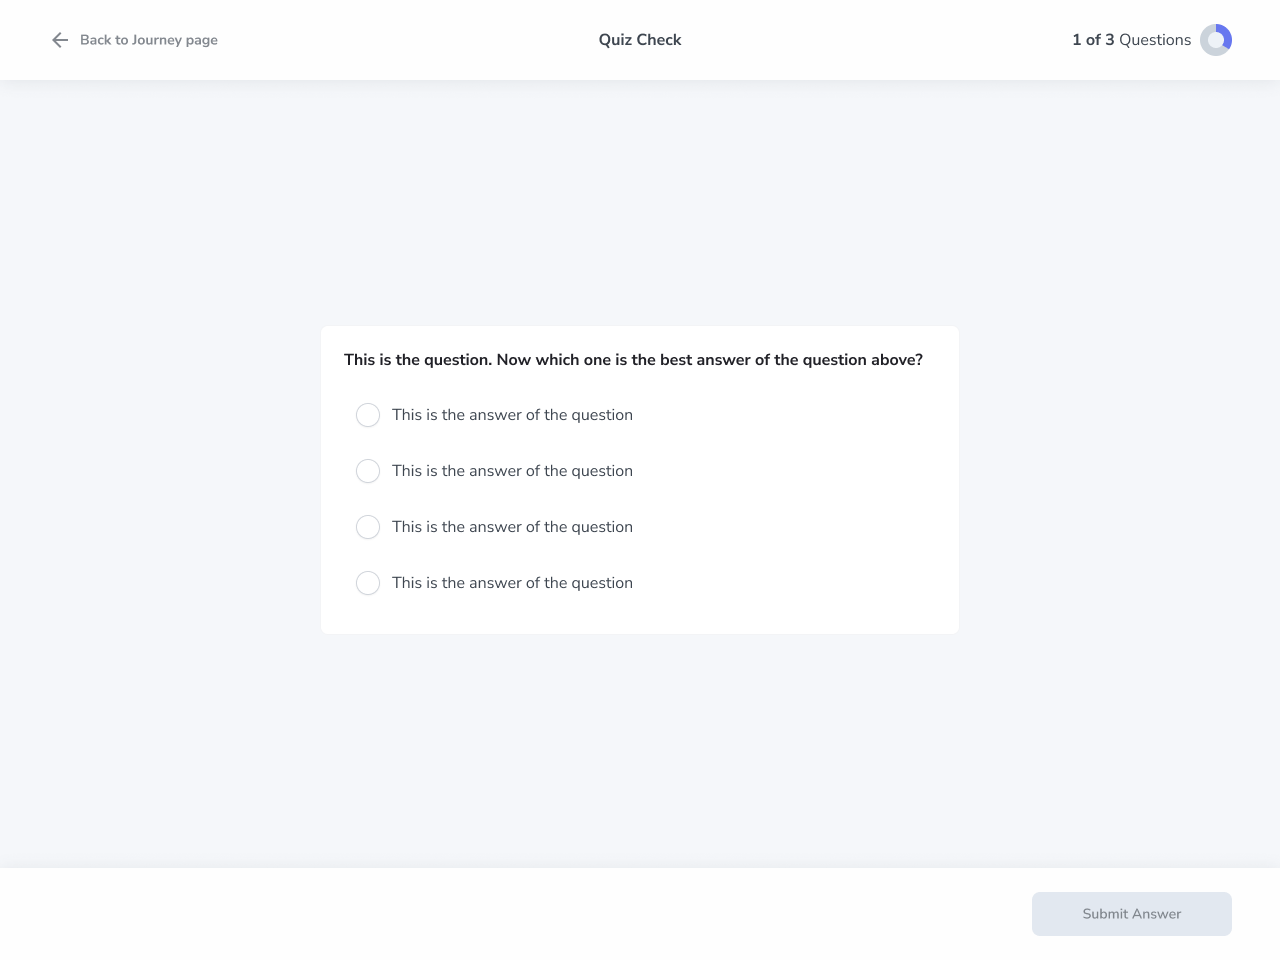 Back to Journey page
Quiz Check
1 of 3 Questions
This is the question. Now which one is the best answer of the question above?
This is the answer of the question
This is the answer of the question
This is the answer of the question
This is the answer of the question
Submit Answer